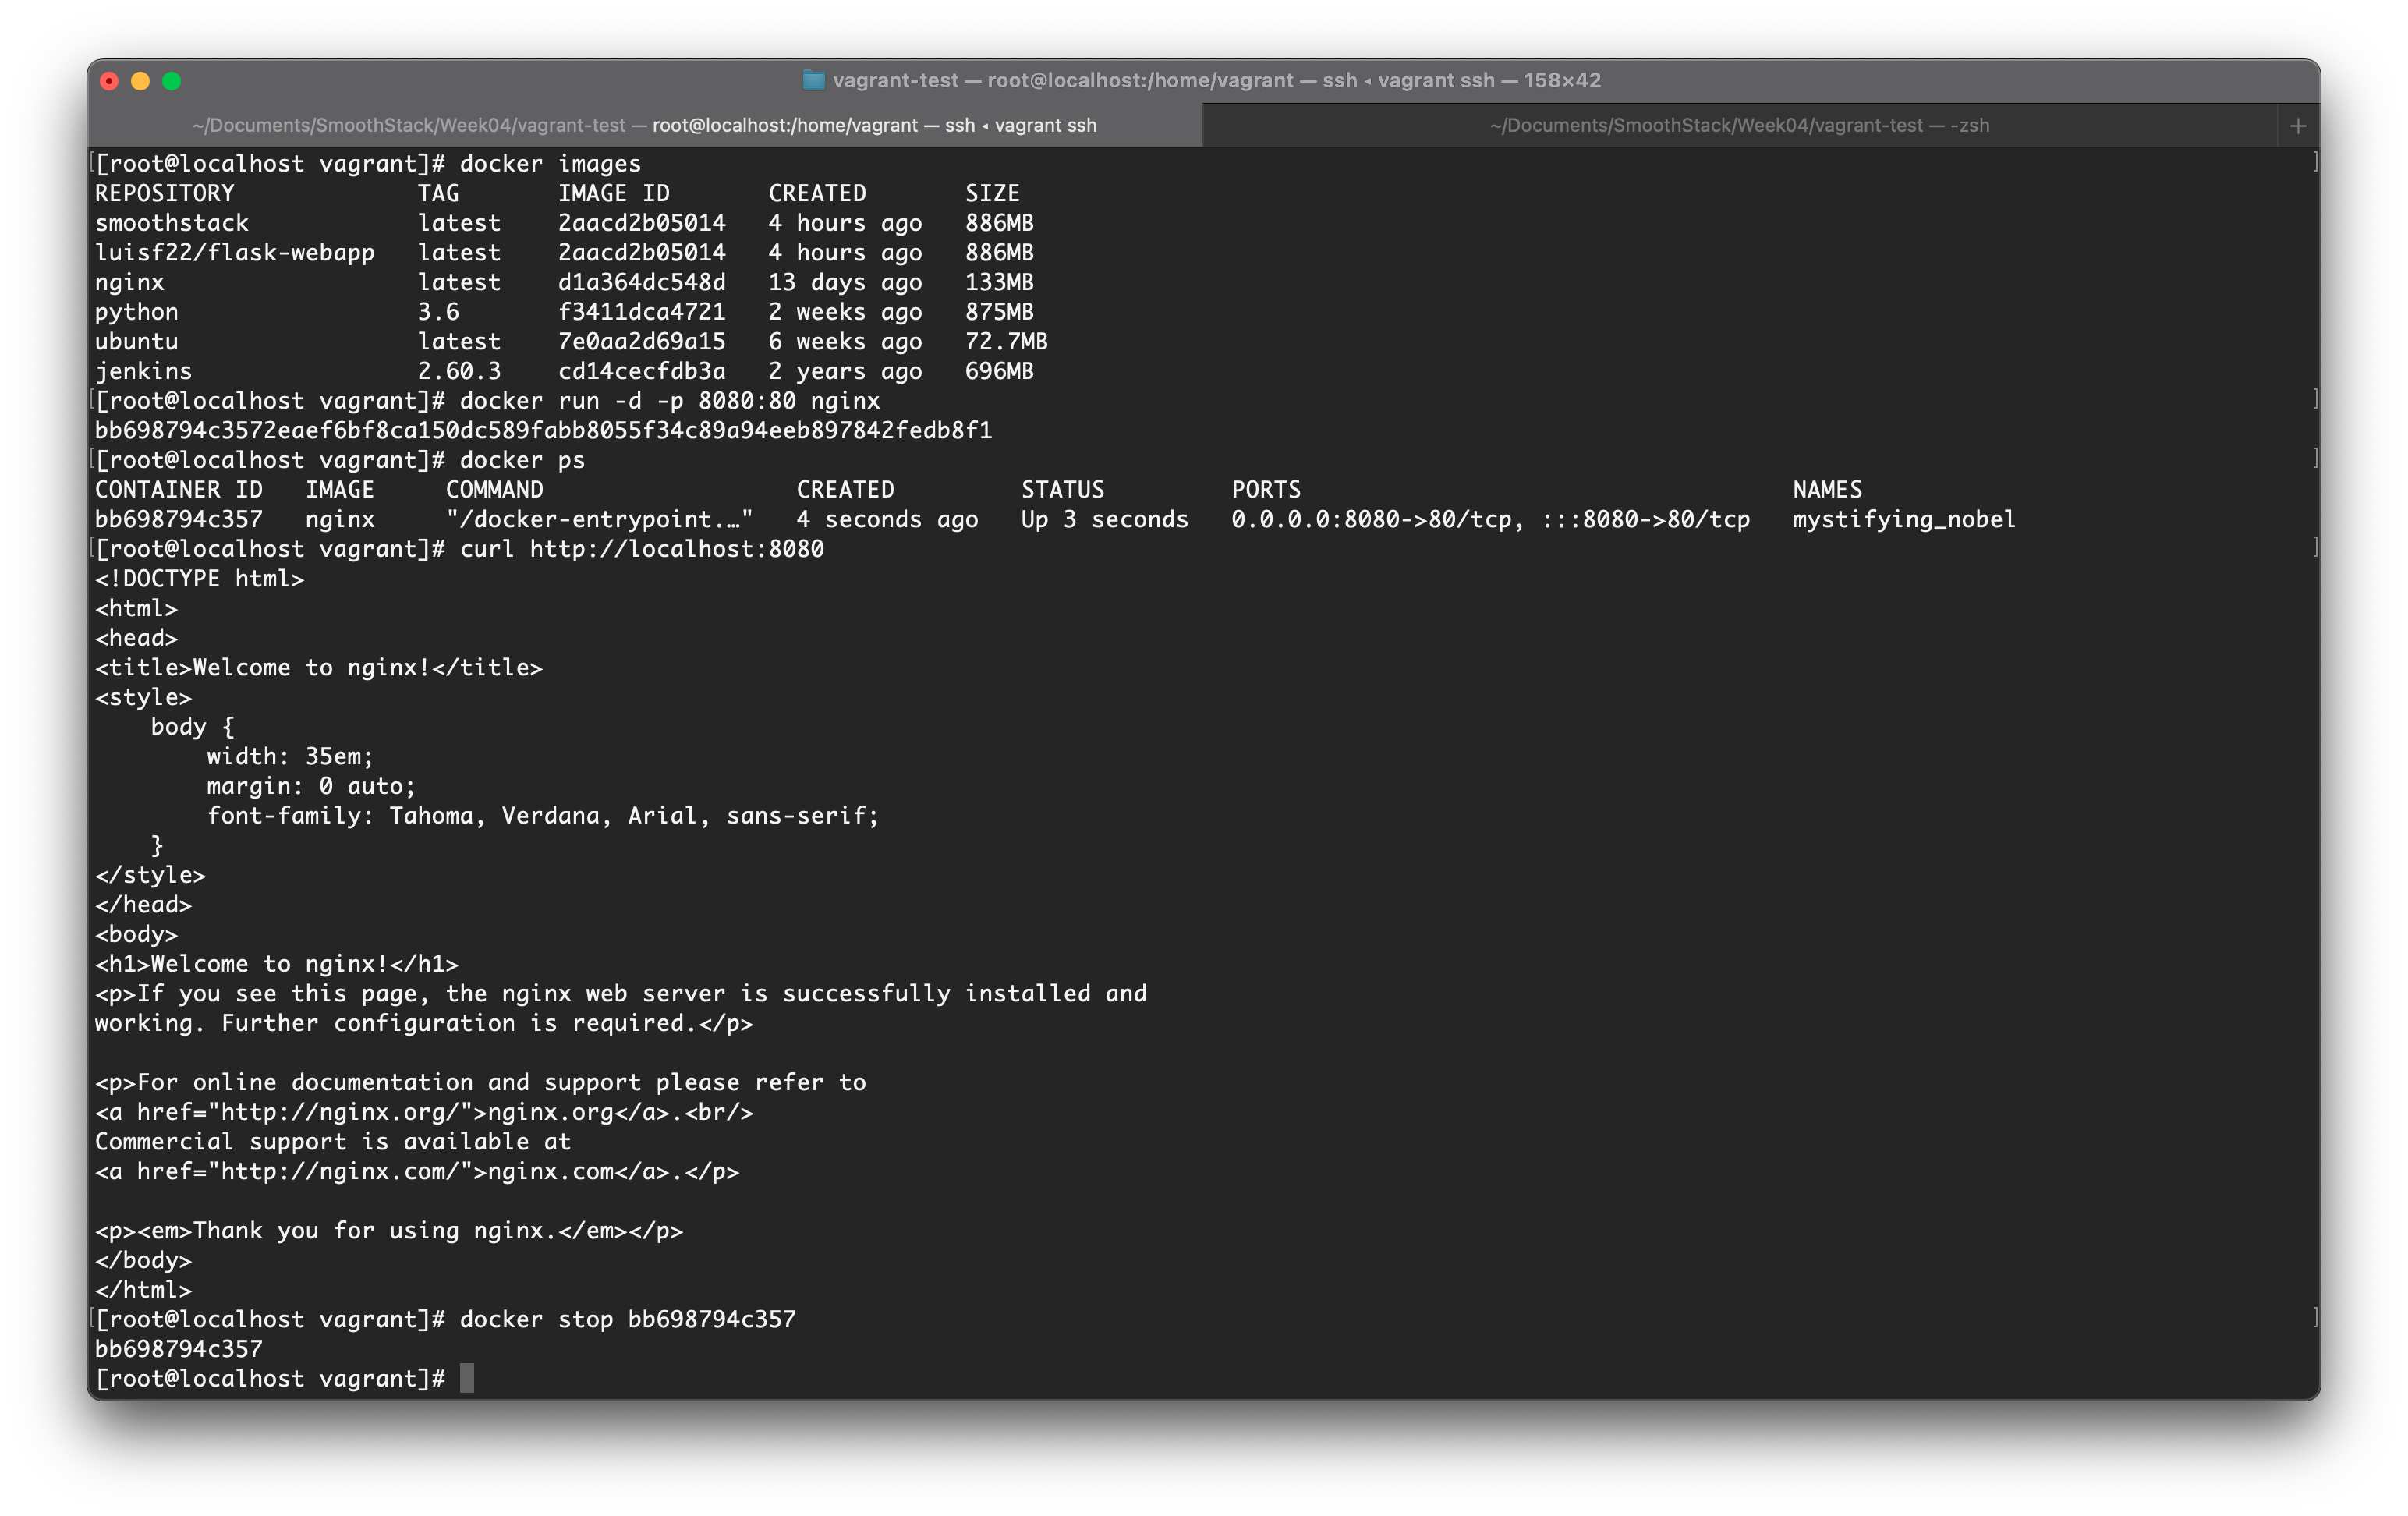 vagrant-test — root@localhost:/home/vagrant — ssh ◂ vagrant ssh — 158×42
~/Documents/SmoothStack/Week04/vagrant-test — root@localhost:/home/vagrant — ssh ◂ vagrant ssh
~/Documents/SmoothStack/Week04/vagrant-test — -zsh
+
[root@localhost vagrant]# docker images
REPOSITORY             TAG       IMAGE ID       CREATED       SIZE
smoothstack            latest    2aacd2b05014   4 hours ago   886MB
luisf22/flask-webapp   latest    2aacd2b05014   4 hours ago   886MB
nginx                  latest    d1a364dc548d   13 days ago   133MB
python                 3.6       f3411dca4721   2 weeks ago   875MB
ubuntu                 latest    7e0aa2d69a15   6 weeks ago   72.7MB
jenkins                2.60.3    cd14cecfdb3a   2 years ago   696MB
[root@localhost vagrant]# docker run -d -p 8080:80 nginx
bb698794c3572eaef6bf8ca150dc589fabb8055f34c89a94eeb897842fedb8f1
[root@localhost vagrant]# docker ps
CONTAINER ID   IMAGE     COMMAND                  CREATED         STATUS         PORTS                                   NAMES
bb698794c357   nginx     "/docker-entrypoint.…"   4 seconds ago   Up 3 seconds   0.0.0.0:8080->80/tcp, :::8080->80/tcp   mystifying_nobel
[root@localhost vagrant]# curl http://localhost:8080
<!DOCTYPE html>
<html>
<head>
<title>Welcome to nginx!</title>
<style>
    body {
        width: 35em;
        margin: 0 auto;
        font-family: Tahoma, Verdana, Arial, sans-serif;
    }
</style>
</head>
<body>
<h1>Welcome to nginx!</h1>
<p>If you see this page, the nginx web server is successfully installed and
working. Further configuration is required.</p>

<p>For online documentation and support please refer to
<a href="http://nginx.org/">nginx.org</a>.<br/>
Commercial support is available at
<a href="http://nginx.com/">nginx.com</a>.</p>

<p><em>Thank you for using nginx.</em></p>
</body>
</html>
[root@localhost vagrant]# docker stop bb698794c357
bb698794c357
[root@localhost vagrant]#